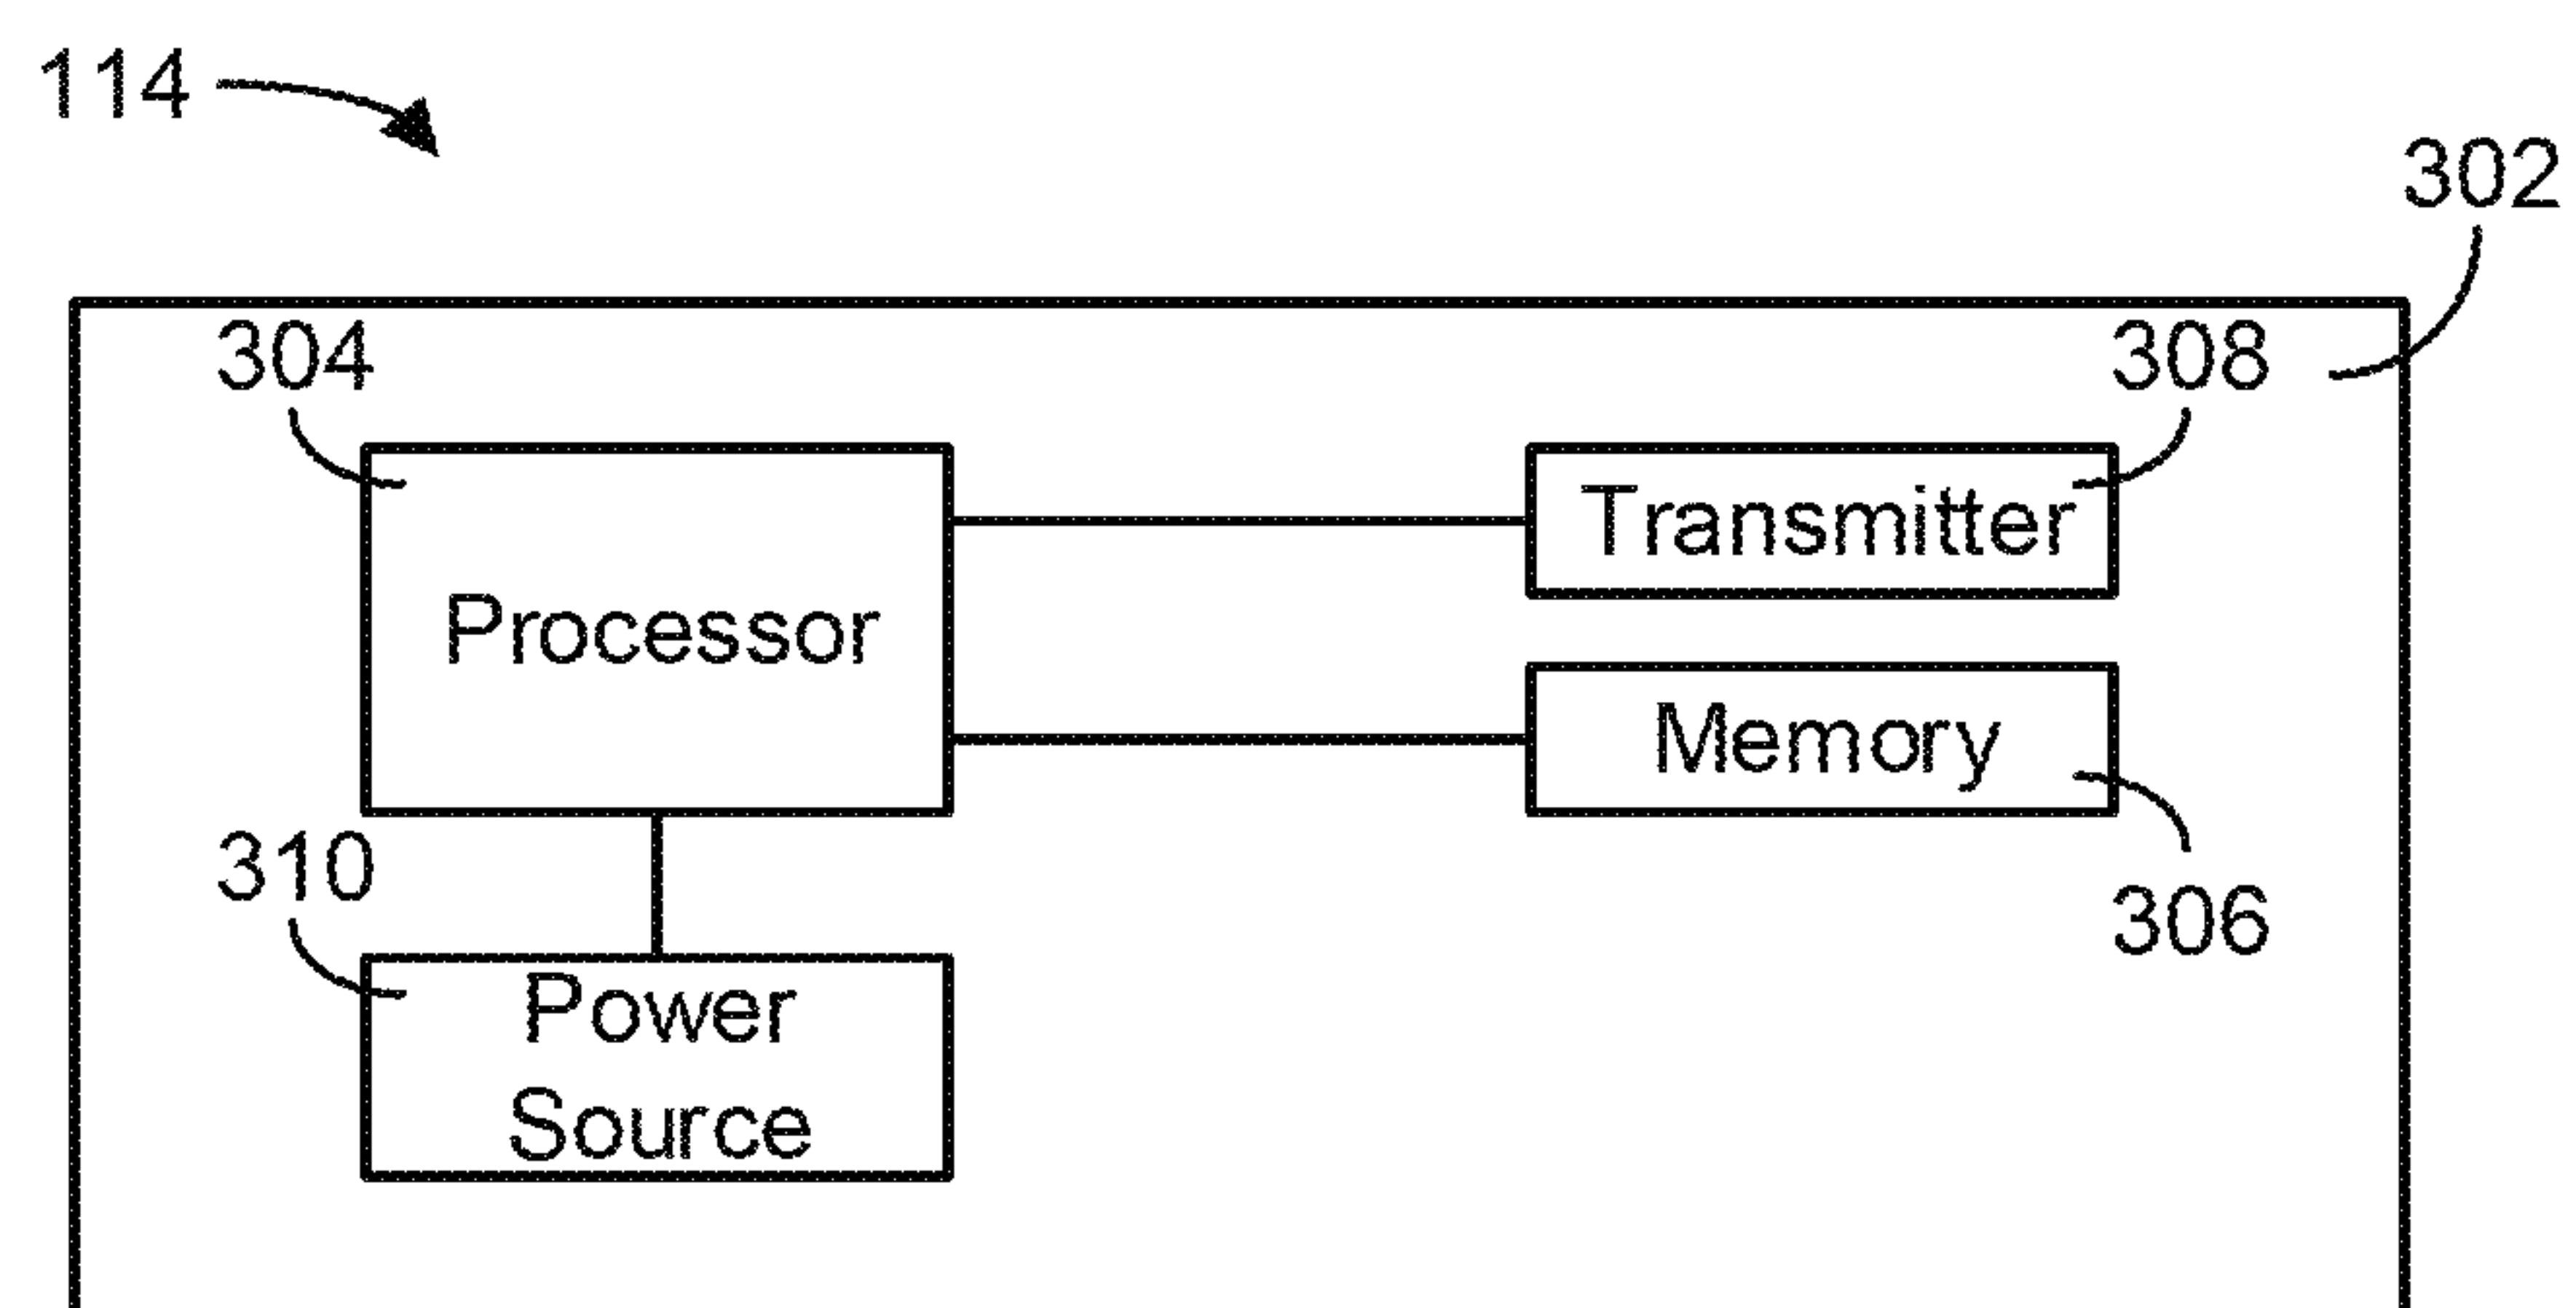 114
302
304
308
Transmitter
Processor
Memory
310
306
Power
Source